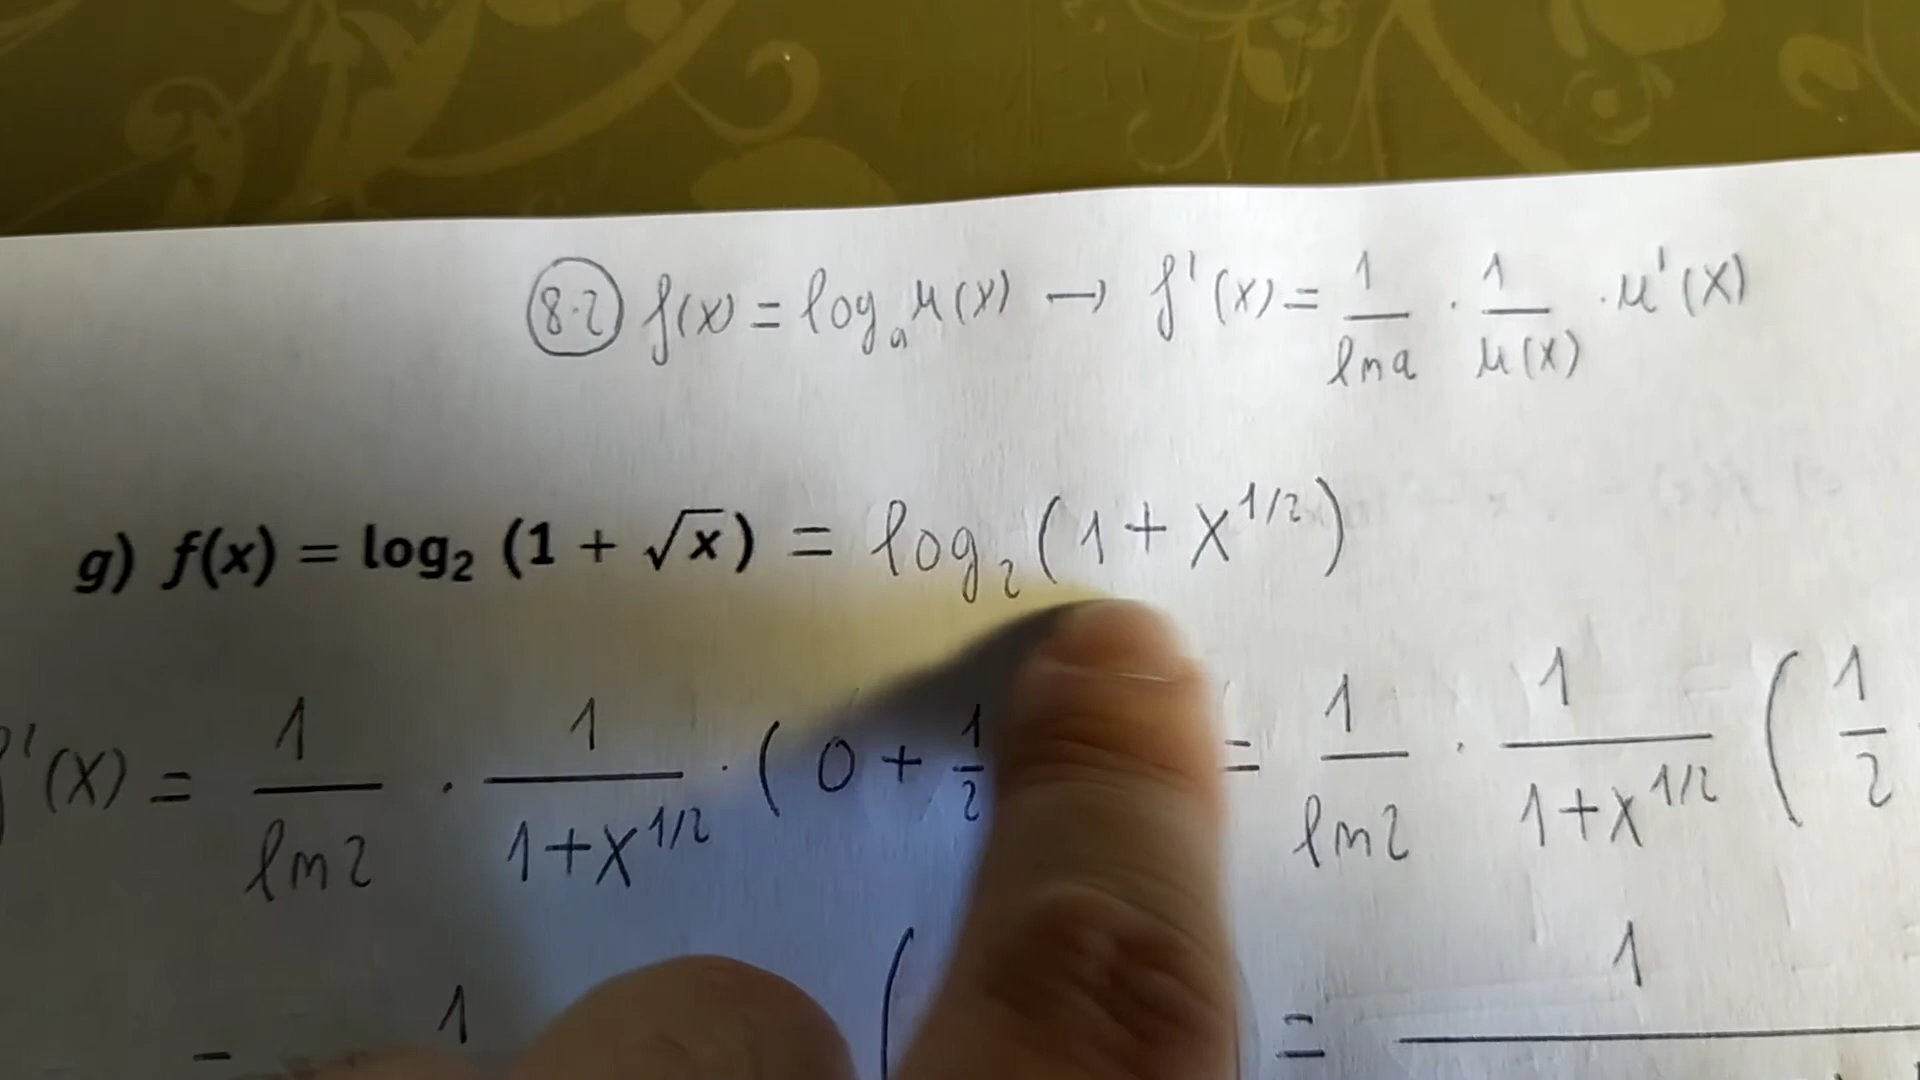 8.2 f(x) = logₐ u(x) → f'(x) = 1/ln a · 1/u(x) · u'(x)
g) f(x) = log₂ (1 + √x) = log₂ (1 + x^1/2)
f'(x) = 1/ln2 · 1/1+x^1/2 · (0 + 1/2 = 1/ln2 · 1/1+x^1/2 (1/2
1 ( = 1